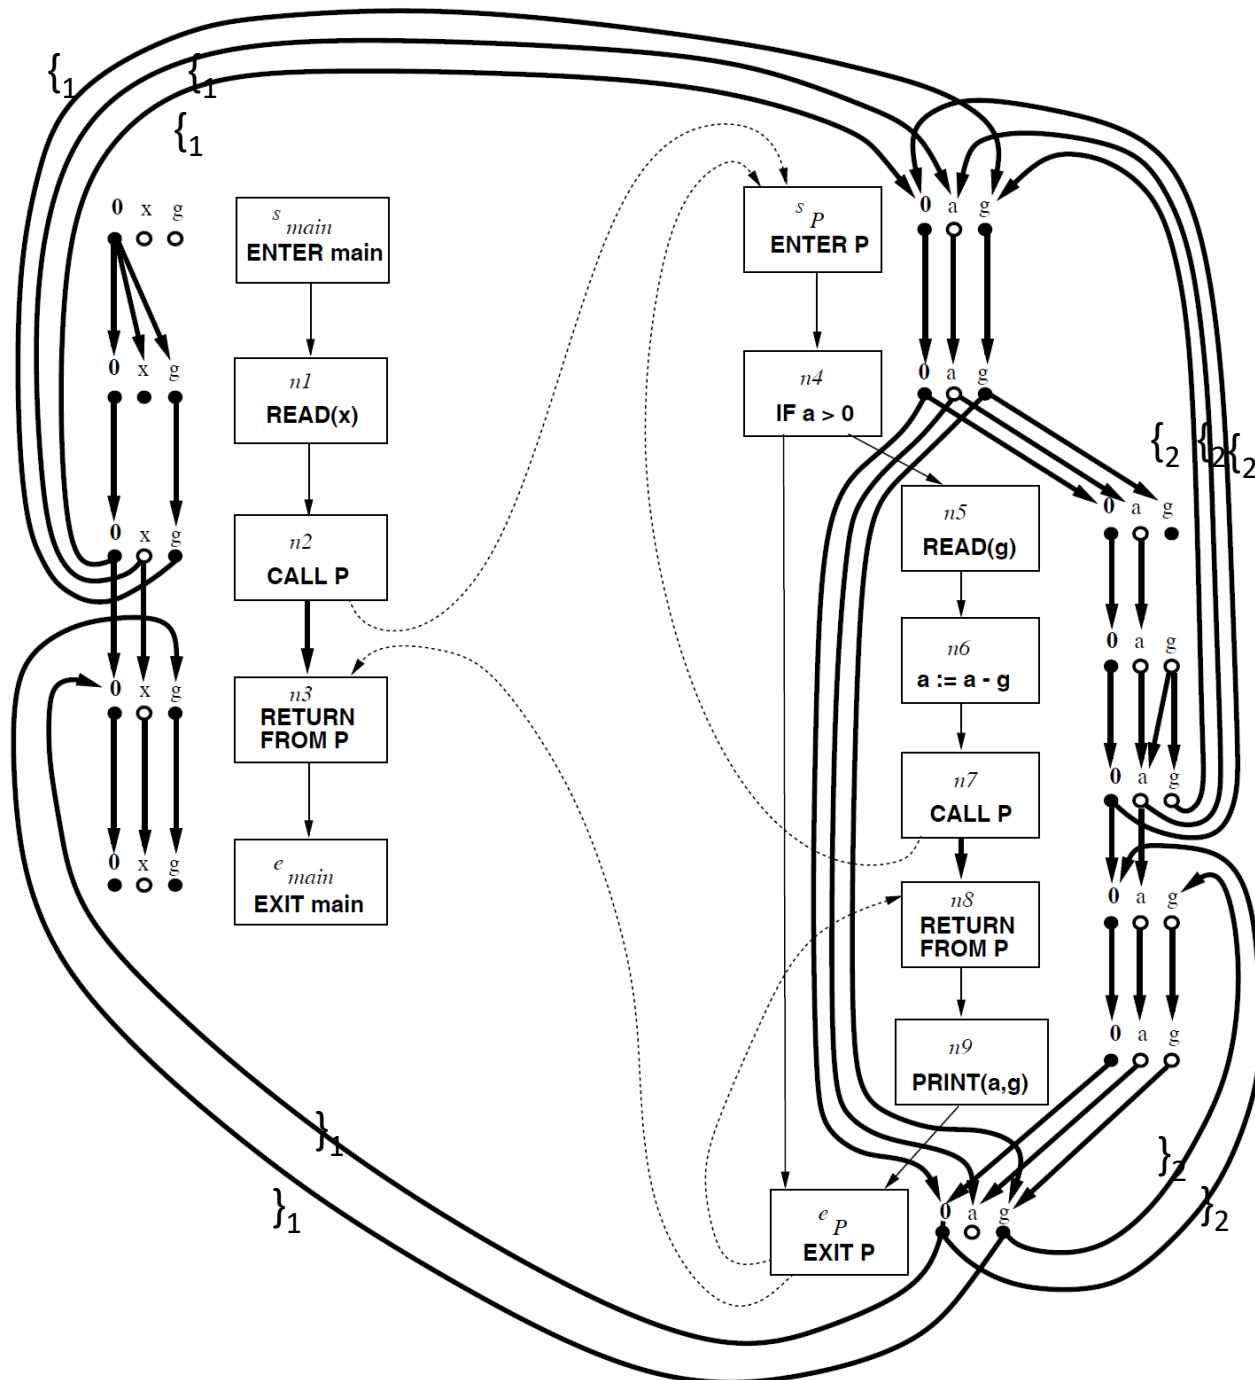 {1
{1
{1
0 x g
s main
ENTER main
0 x g
n1
READ(x)
0 x g
n2
CALL P
0 x g
n3
RETURN
FROM P
0 x g
e main
EXIT main
s P
ENTER P
0 a g
n4
IF a > 0
0 a g
{2
{2
{2
n5
READ(g)
0 a g
n6
a := a - g
0 a g
n7
CALL P
0 a g
n8
RETURN
FROM P
0 a g
n9
PRINT(a,g)
0 a g
e P
EXIT P
0 a g
}1
}1
}2
}2